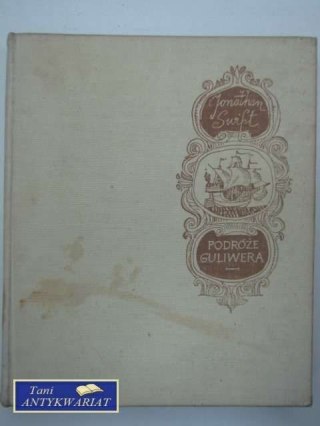 Jonathan
Swift
PODRÓŻE
GULIWERA
Tani
ANTYKWARIAT